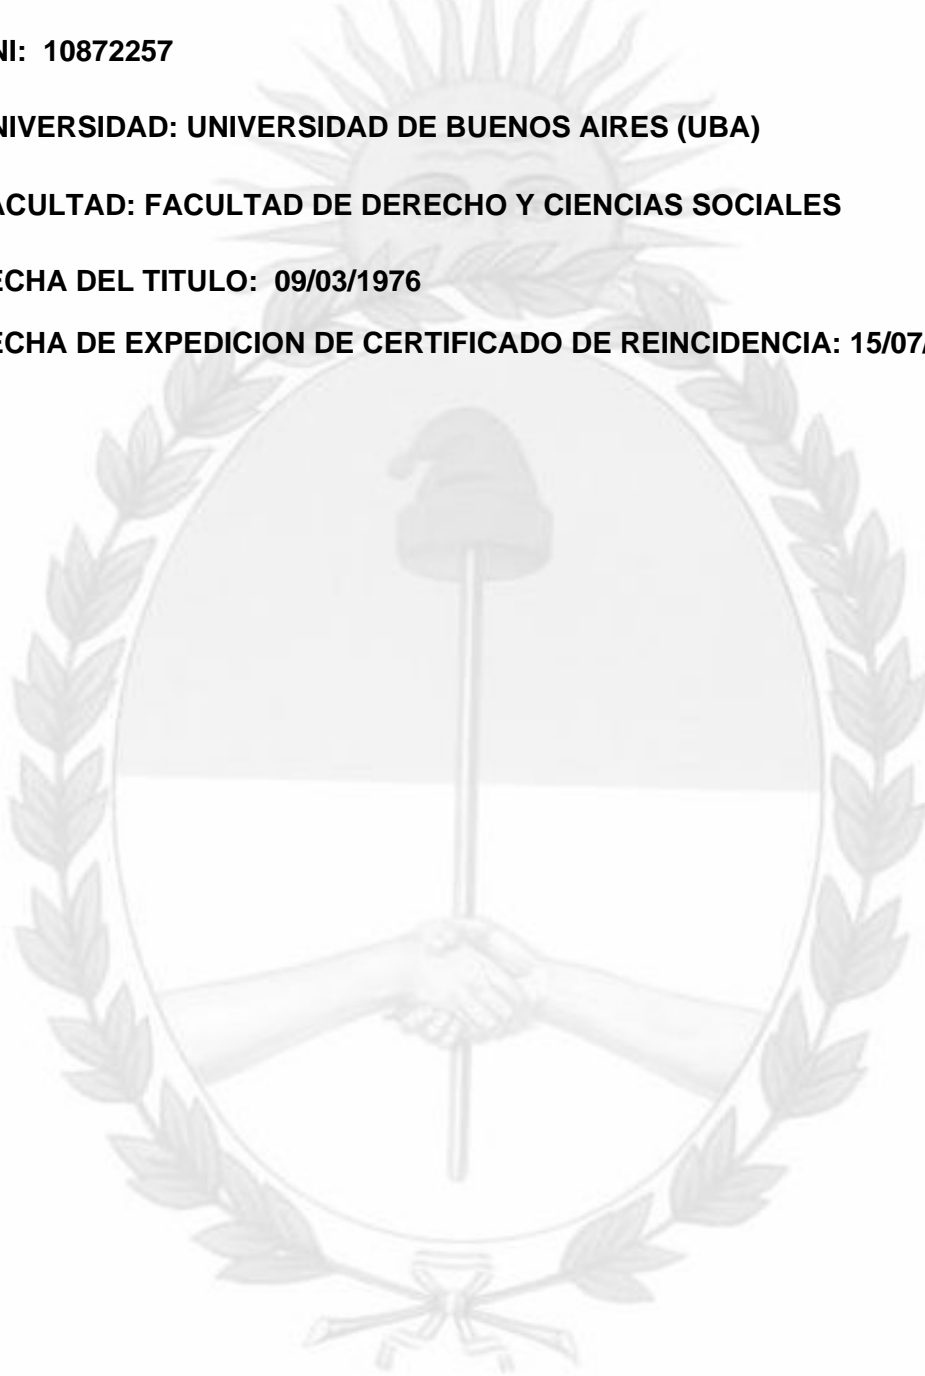 NI: 10872257
NIVERSIDAD: UNIVERSIDAD DE BUENOS AIRES (UBA)
ACULTAD: FACULTAD DE DERECHO Y CIENCIAS SOCIALES
ECHA DEL TITULO: 09/03/1976
ECHA DE EXPEDICION DE CERTIFICADO DE REINCIDENCIA: 15/07/